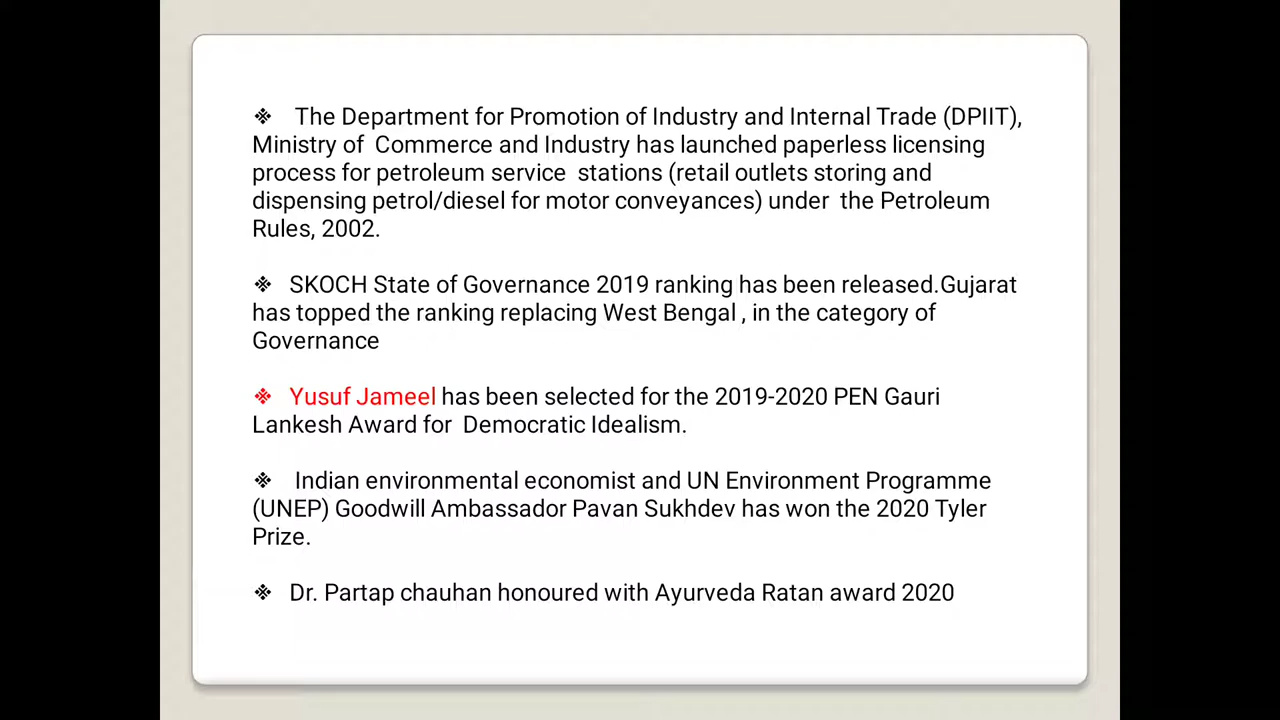 ❖ The Department for Promotion of Industry and Internal Trade (DPIIT),
Ministry of Commerce and Industry has launched paperless licensing
process for petroleum service stations (retail outlets storing and
dispensing petrol/diesel for motor conveyances) under the Petroleum
Rules, 2002.
❖ SKOCH State of Governance 2019 ranking has been released.Gujarat
has topped the ranking replacing West Bengal , in the category of
Governance
❖ Yusuf Jameel has been selected for the 2019-2020 PEN Gauri
Lankesh Award for Democratic Idealism.
❖ Indian environmental economist and UN Environment Programme
(UNEP) Goodwill Ambassador Pavan Sukhdev has won the 2020 Tyler
Prize.
❖ Dr. Partap chauhan honoured with Ayurveda Ratan award 2020